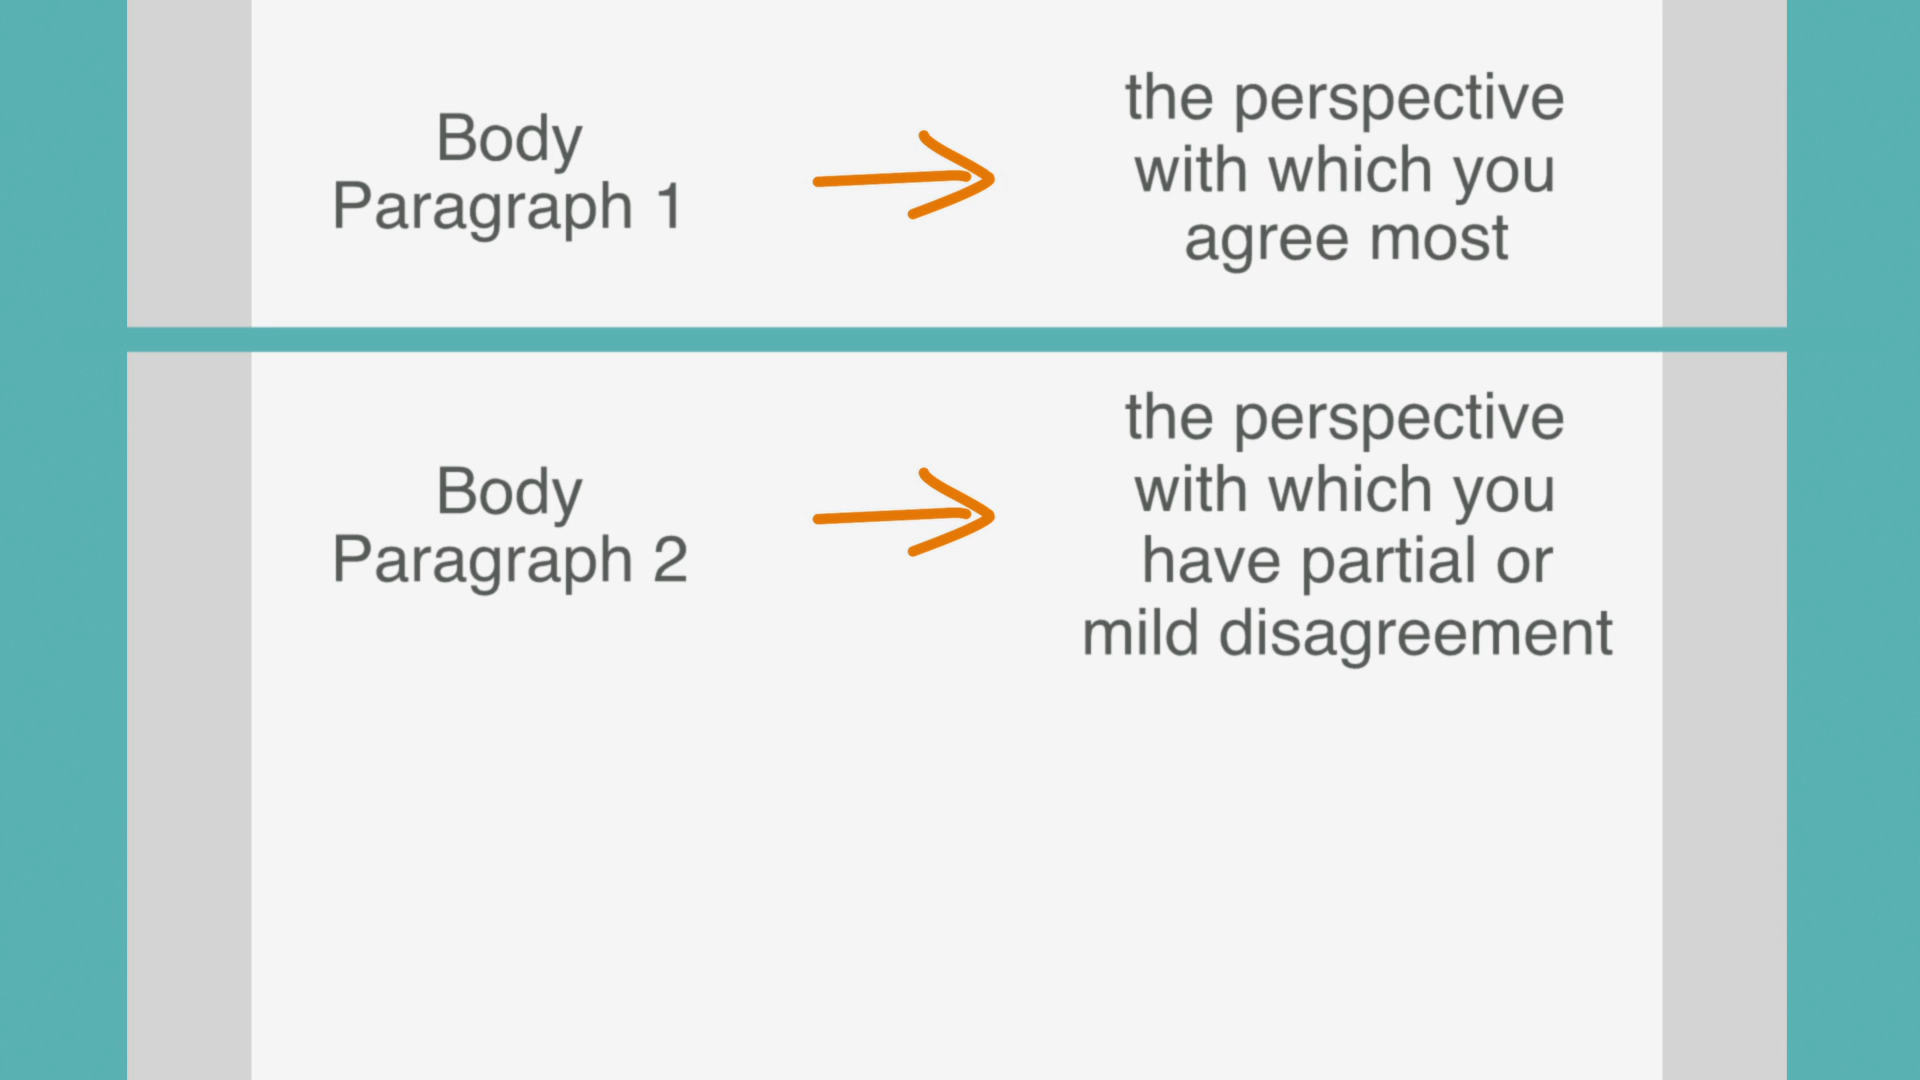 Body
Paragraph 1
the perspective
with which you
agree most
Body
Paragraph 2
the perspective
with which you
have partial or
mild disagreement